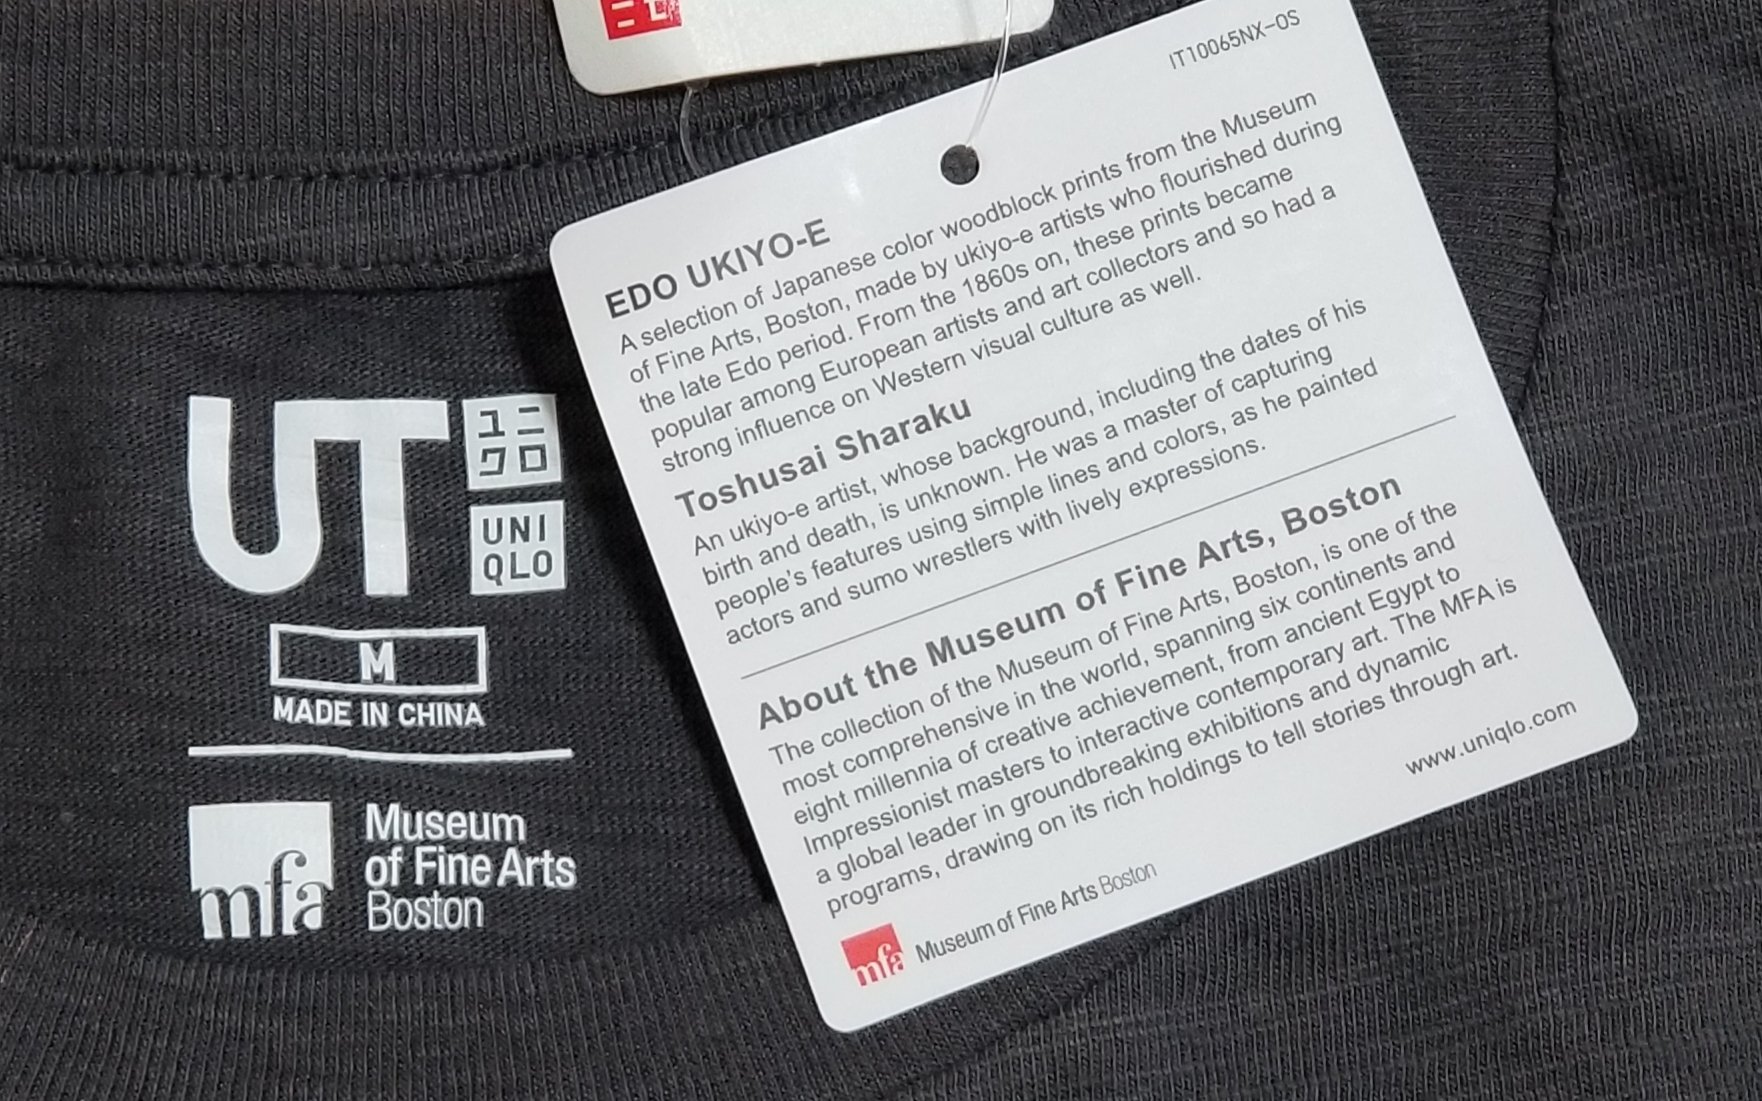 UT
ユニ
クロ
UNI
QLO
M
MADE IN CHINA
mfa
Museum
of Fine Arts
Boston
IT10065NX-OS
EDO UKIYO-E
A selection of Japanese color woodblock prints from the Museum
of Fine Arts, Boston, made by ukiyo-e artists who flourished during
the late Edo period. From the 1860s on, these prints became
popular among European artists and art collectors and so had a
strong influence on Western visual culture as well.
Toshusai Sharaku
An ukiyo-e artist, whose background, including the dates of his
birth and death, is unknown. He was a master of capturing
people's features using simple lines and colors, as he painted
actors and sumo wrestlers with lively expressions.
About the Museum of Fine Arts, Boston
The collection of the Museum of Fine Arts, Boston, is one of the
most comprehensive in the world, spanning six continents and
eight millennia of creative achievement, from ancient Egypt to
Impressionist masters to interactive contemporary art. The MFA is
a global leader in groundbreaking exhibitions and dynamic
programs, drawing on its rich holdings to tell stories through art.
www.uniqlo.com
mfa Museum of Fine Arts Boston